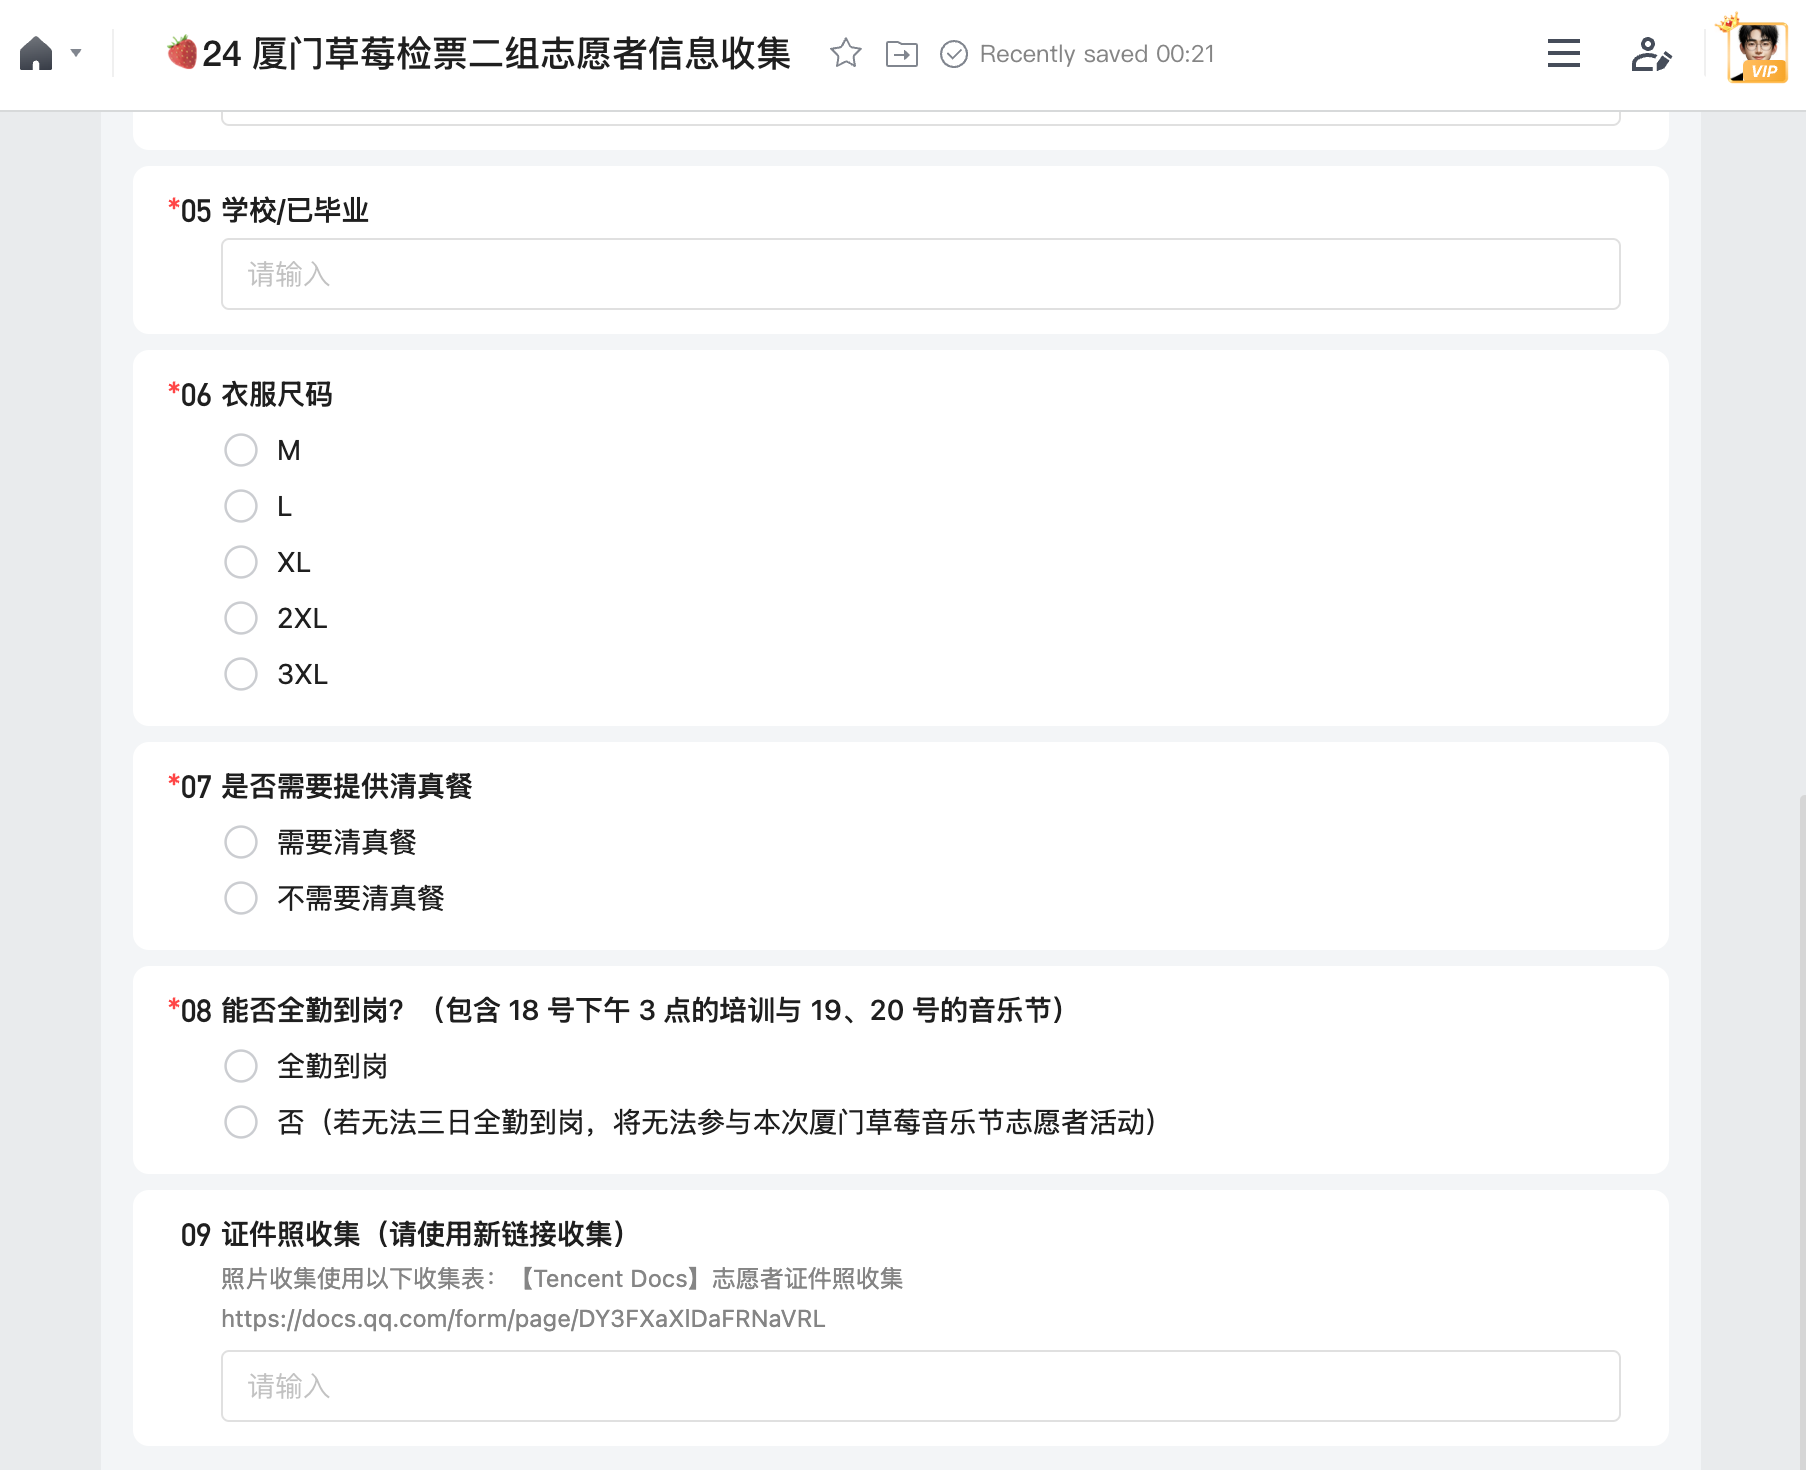 24 厦门草莓检票二组志愿者信息收集
Recently saved 00:21
VIP
*05 学校/已毕业
请输入
*06 衣服尺码
M
L
XL
2XL
3XL
*07 是否需要提供清真餐
需要清真餐
不需要清真餐
*08 能否全勤到岗？（包含 18 号下午 3 点的培训与 19、20 号的音乐节）
全勤到岗
否（若无法三日全勤到岗，将无法参与本次厦门草莓音乐节志愿者活动）
09 证件照收集（请使用新链接收集）
照片收集使用以下收集表：【Tencent Docs】志愿者证件照收集
https://docs.qq.com/form/page/DY3FXaXlDaFRNaVRL
请输入